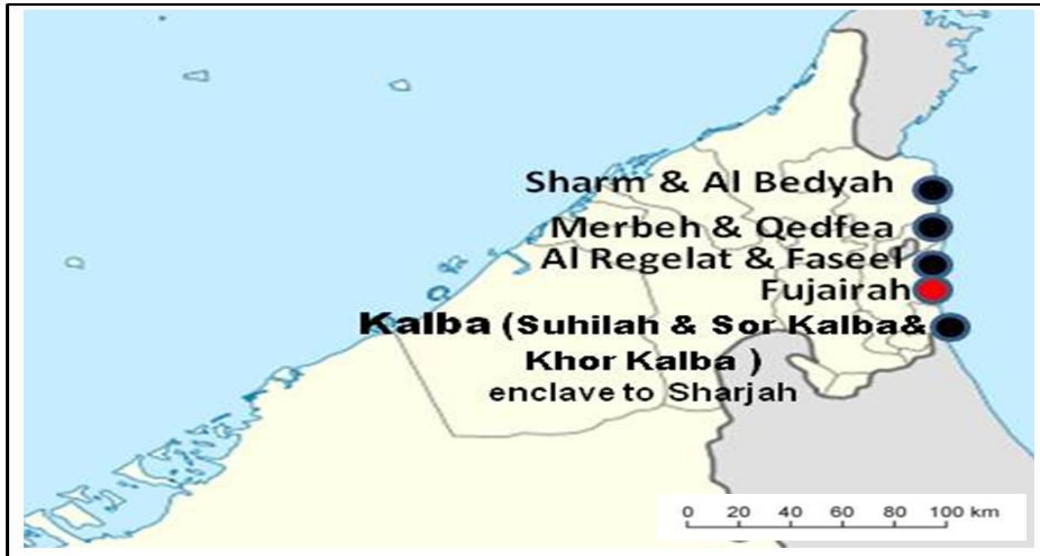 Sharm & Al Bedyah
Merbeh & Qedfea
Al Regelat & Faseel
Fujairah
Kalba (Suhilah & Sor Kalba&
Khor Kalba )
enclave to Sharjah
0 20 40 60 80 100 km